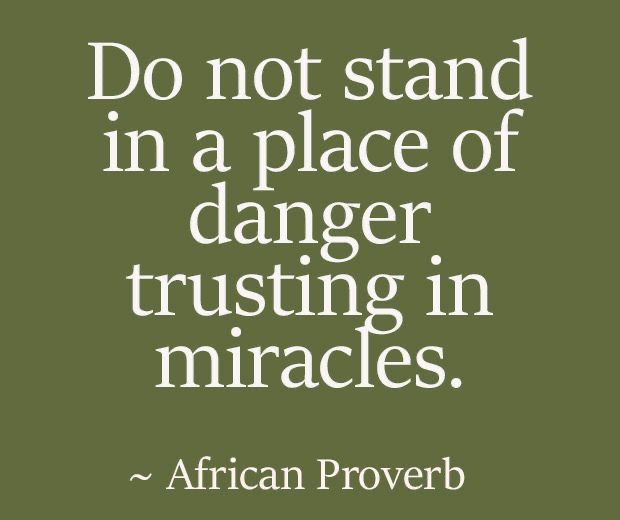 Do not stand
in a place of
danger
trusting in
miracles.
~ African Proverb